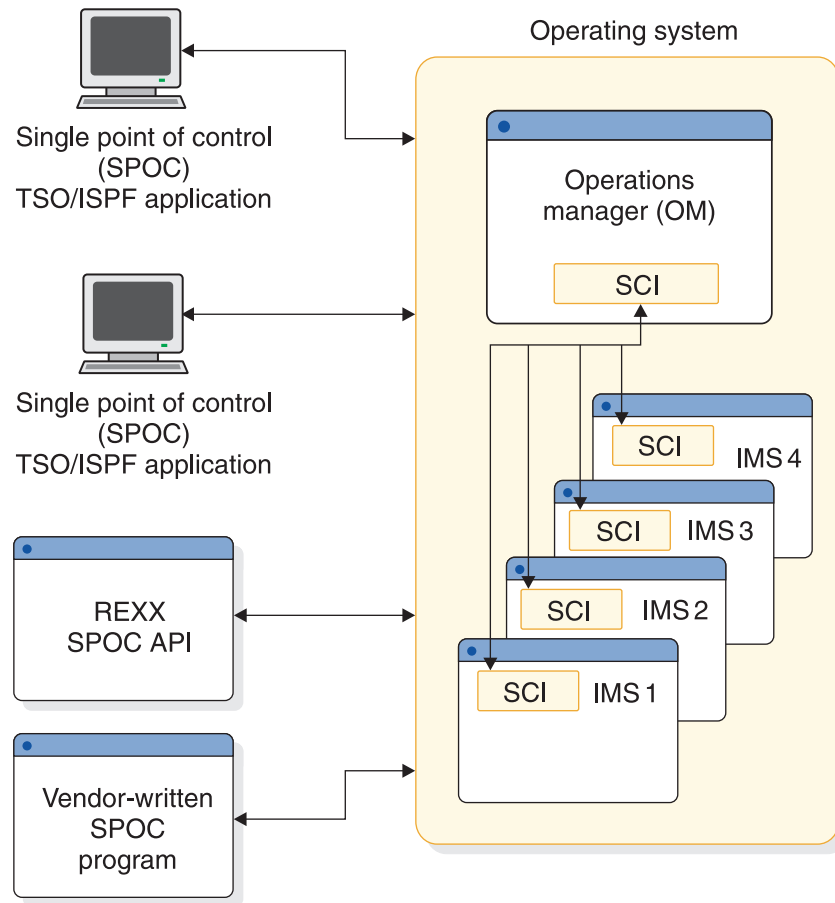 Operating system
Single point of control
(SPOC)
TSO/ISPF application
Operations
manager (OM)
SCI
Single point of control
(SPOC)
TSO/ISPF application
SCI
IMS 4
SCI
IMS 3
REXX
SPOC API
SCI
IMS 2
SCI
IMS 1
Vendor-written
SPOC
program